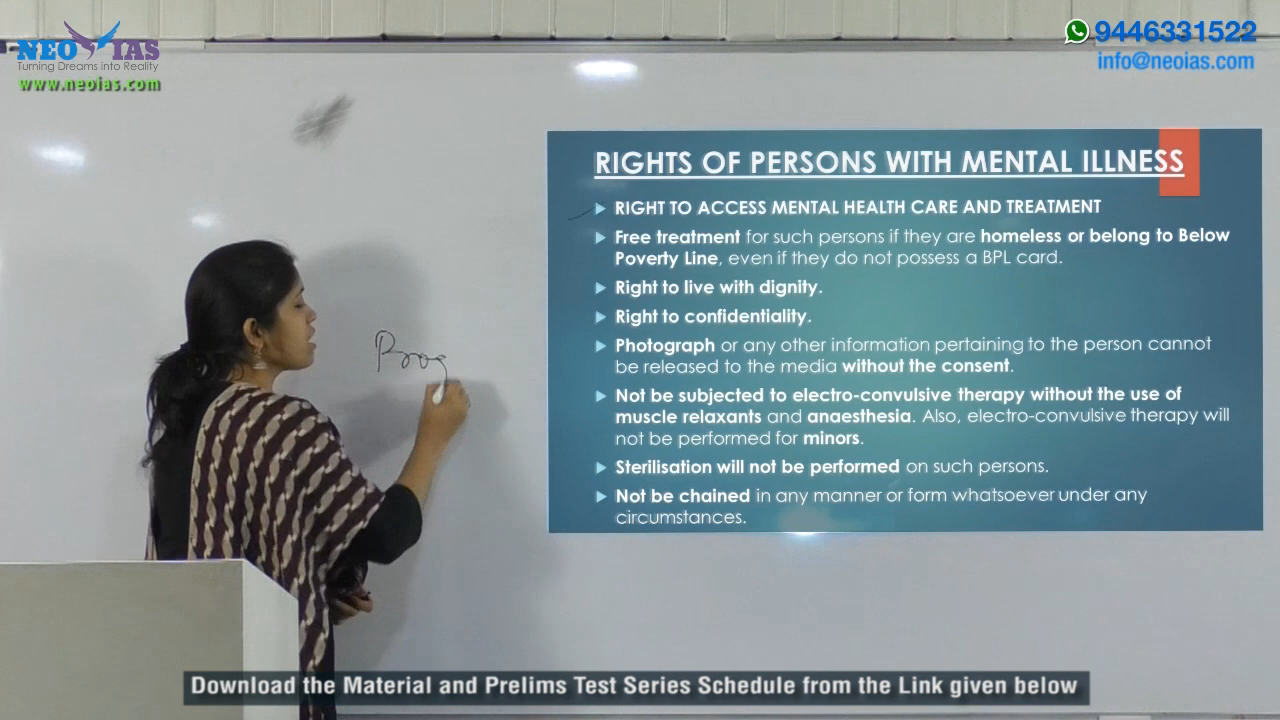 NEO IAS
Turning Dreams into Reality
www.neoias.com
9446331522
info@neoias.com
RIGHTS OF PERSONS WITH MENTAL ILLNESS
RIGHT TO ACCESS MENTAL HEALTH CARE AND TREATMENT
Free treatment for such persons if they are homeless or belong to Below
Poverty Line, even if they do not possess a BPL card.
Right to live with dignity.
Right to confidentiality.
Photograph or any other information pertaining to the person cannot
be released to the media without the consent.
Not be subjected to electro-convulsive therapy without the use of
muscle relaxants and anaesthesia. Also, electro-convulsive therapy will
not be performed for minors.
Sterilisation will not be performed on such persons.
Not be chained in any manner or form whatsoever under any
circumstances.
Download the Material and Prelims Test Series Schedule from the Link given below